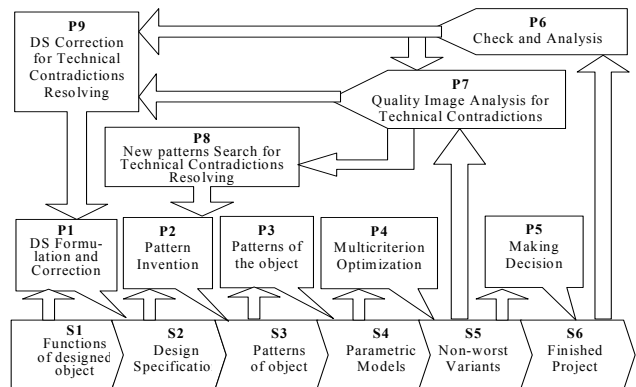 P9
DS Correction
for Technical
Contradictions
Resolving
P6
Check and Analysis
P7
Quality Image Analysis for
Technical Contradictions
P8
New patterns Search for
Technical Contradictions
Resolving
P1
DS Formu-
lation and
Correction
P2
Pattern
Invention
P3
Patterns of
the object
P4
Multicriterion
Optimization
P5
Making
Decision
S1
Functions
of designed
object
S2
Design
Specificatio
S3
Patterns
of object
S4
Parametric
Models
S5
Non-worst
Variants
S6
Finished
Project